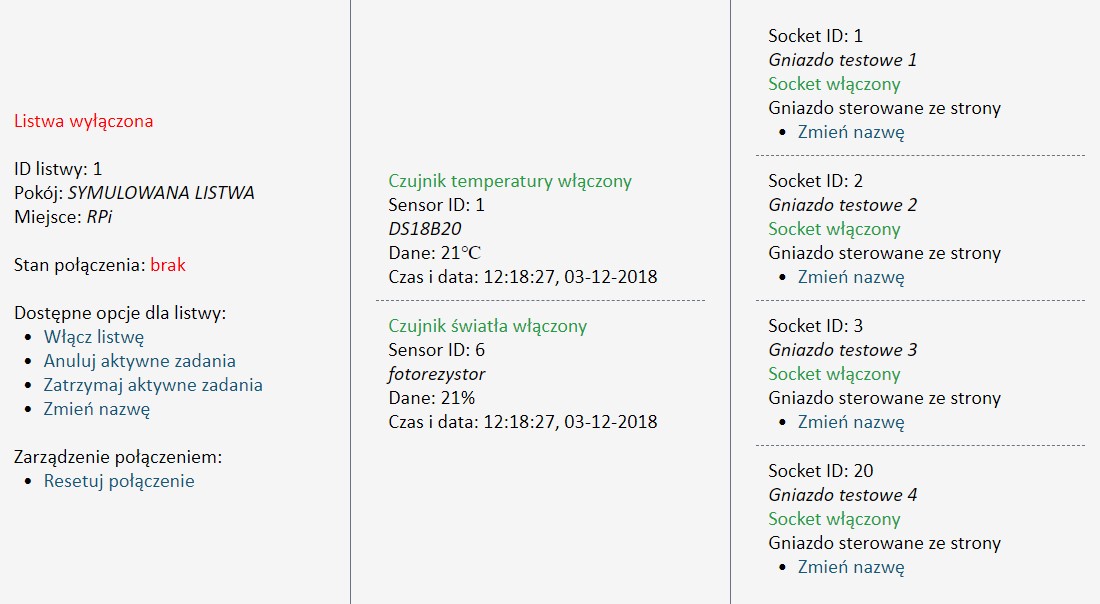 Listwa wyłączona
ID listwy: 1
Pokój: SYMULOWANA LISTWA
Miejsce: RPi
Stan połączenia: brak
Dostępne opcje dla listwy:
• Włącz listwę
• Anuluj aktywne zadania
• Zatrzymaj aktywne zadania
• Zmień nazwę
Zarządzenie połączeniem:
• Resetuj połączenie
Czujnik temperatury włączony
Sensor ID: 1
DS18B20
Dane: 21°C
Czas i data: 12:18:27, 03-12-2018
Czujnik światła włączony
Sensor ID: 6
fotorezystor
Dane: 21%
Czas i data: 12:18:27, 03-12-2018
Socket ID: 1
Gniazdo testowe 1
Socket włączony
Gniazdo sterowane ze strony
• Zmień nazwę
Socket ID: 2
Gniazdo testowe 2
Socket włączony
Gniazdo sterowane ze strony
• Zmień nazwę
Socket ID: 3
Gniazdo testowe 3
Socket włączony
Gniazdo sterowane ze strony
• Zmień nazwę
Socket ID: 20
Gniazdo testowe 4
Socket włączony
Gniazdo sterowane ze strony
• Zmień nazwę